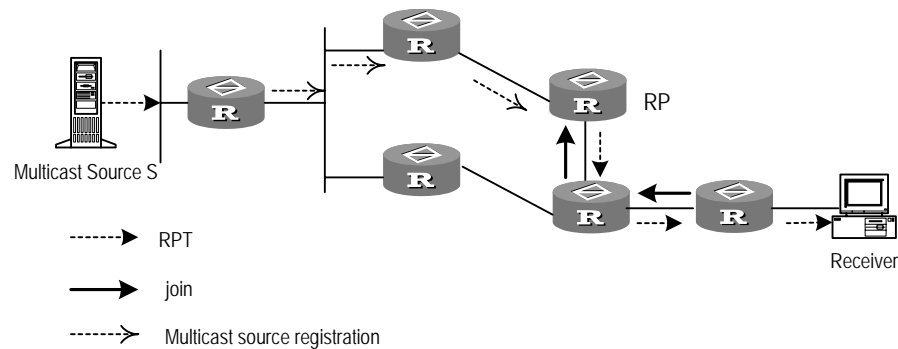 R
R
R
RP
Multicast Source S
R
R
R
Receiver
RPT
join
Multicast source registration